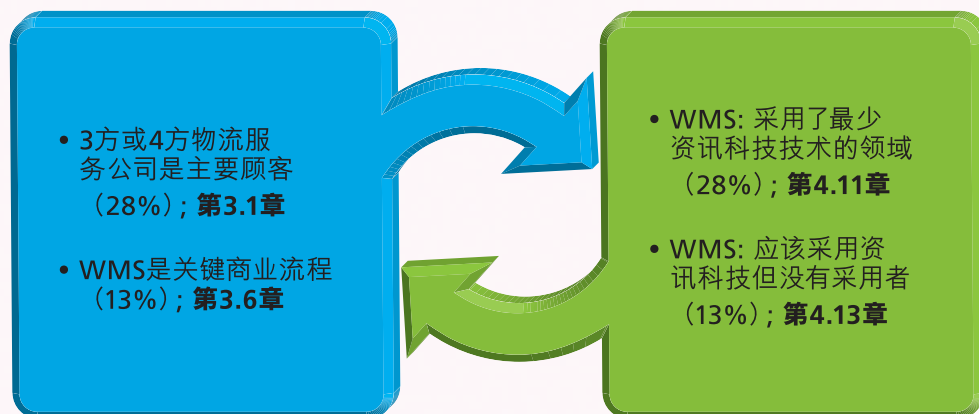 • 3方或4方物流服
务公司是主要顾客
（28%）; 第3.1章
• WMS是关键商业流程
（13%）; 第3.6章
• WMS: 采用了最少
资讯科技技术的领域
（28%）; 第4.11章
• WMS: 应该采用资
讯科技但没有采用者
（13%）; 第4.13章